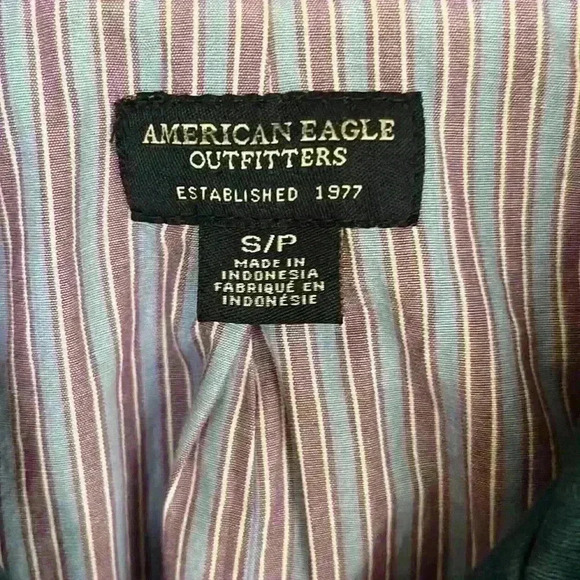 AMERICAN EAGLE
OUTFITTERS
ESTABLISHED 1977
S/P
MADE IN
INDONESIA
FABRIQUÉ EN
INDONÉSIE